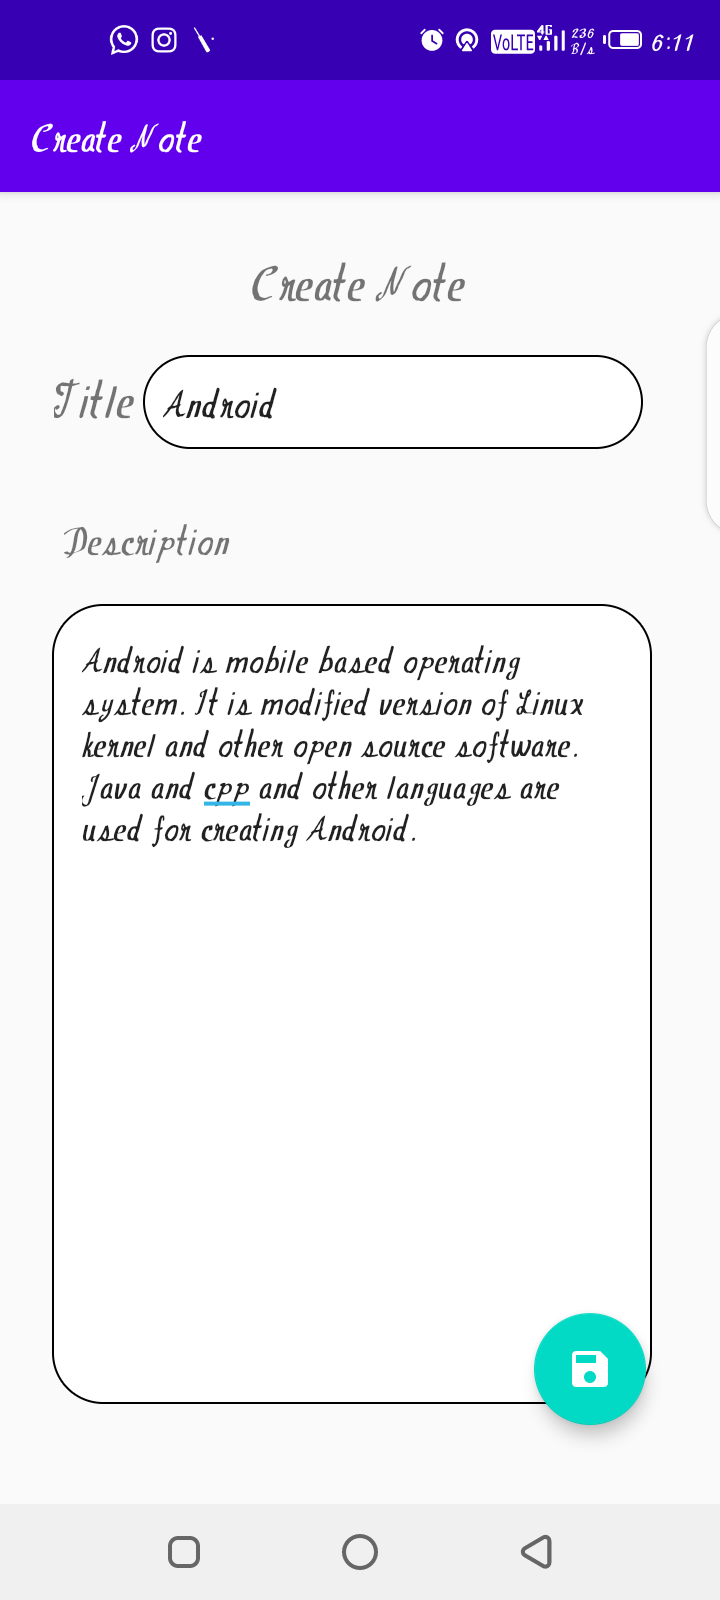 VoLTE 4G 236 B/s 6:11
Create Note
Create Note
Title Android
Description
Android is mobile based operating
system. It is modified version of Linux
kernel and other open source software.
Java and cpp and other languages are
used for creating Android.